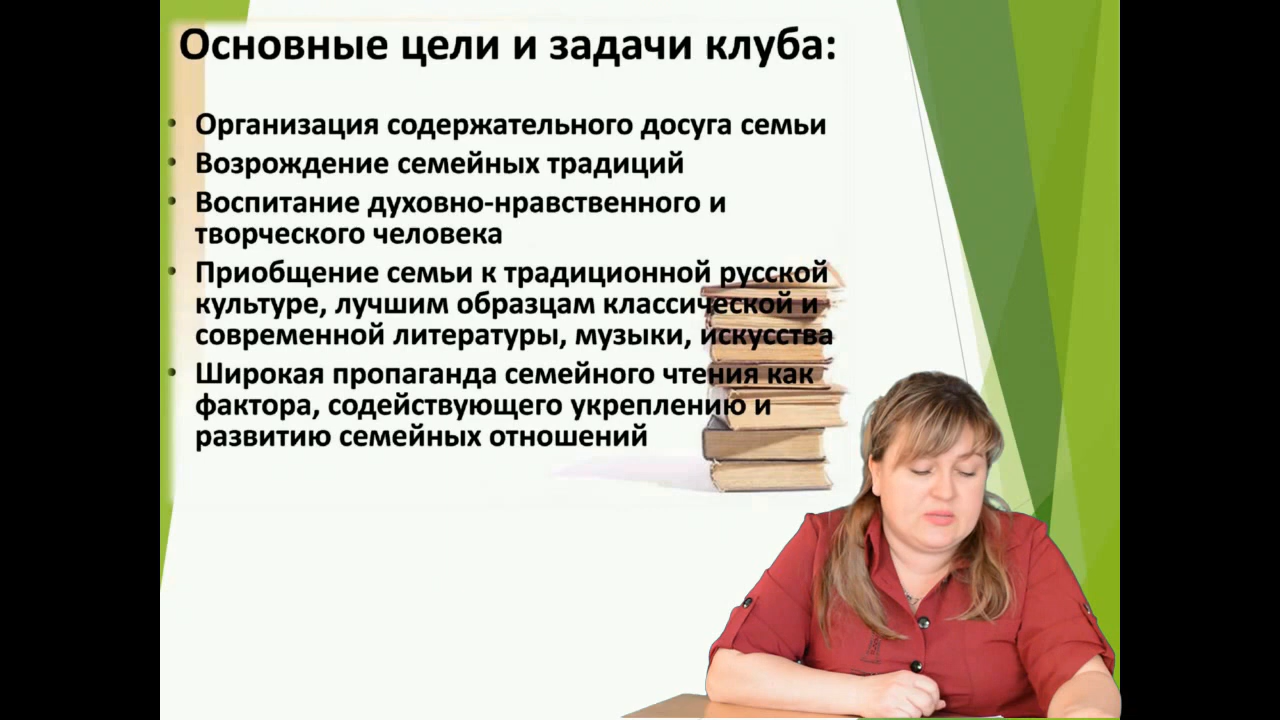 Основные цели и задачи клуба:
• Организация содержательного досуга семьи
• Возрождение семейных традиций
• Воспитание духовно-нравственного и
творческого человека
• Приобщение семьи к традиционной русской
культуре, лучшим образцам классической и
современной литературы, музыки, искусства
• Широкая пропаганда семейного чтения как
фактора, содействующего укреплению и
развитию семейных отношений